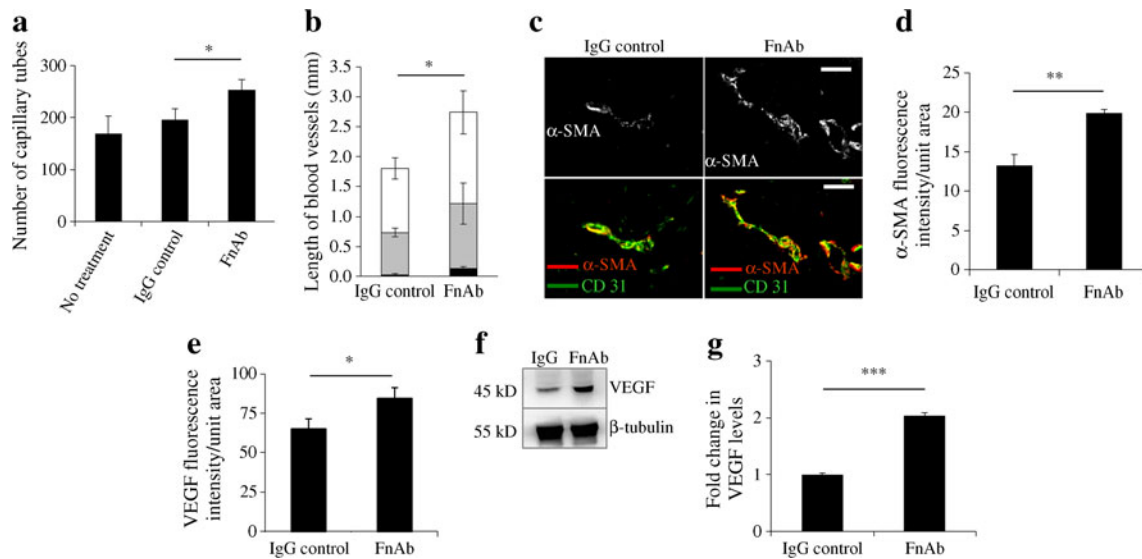 a
Number of capillary tubes
300
200
100
0
*
No treatment
IgG control
FnAb
b
Length of blood vessels (mm)
3.5
3.0
2.5
2.0
1.5
1.0
0.5
0.0
*
IgG control FnAb
c
IgG control FnAb
α-SMA
α-SMA
α-SMA
CD 31
α-SMA
CD 31
d
α-SMA fluorescence
intensity/unit area
25
20
15
10
5
0
**
IgG control FnAb
e
VEGF fluorescence
intensity/unit area
100
75
50
25
0
*
IgG control FnAb
f
IgG FnAb
45 kD VEGF
55 kD β-tubulin
g
Fold change in
VEGF levels
3
2
1
0
***
IgG control FnAb